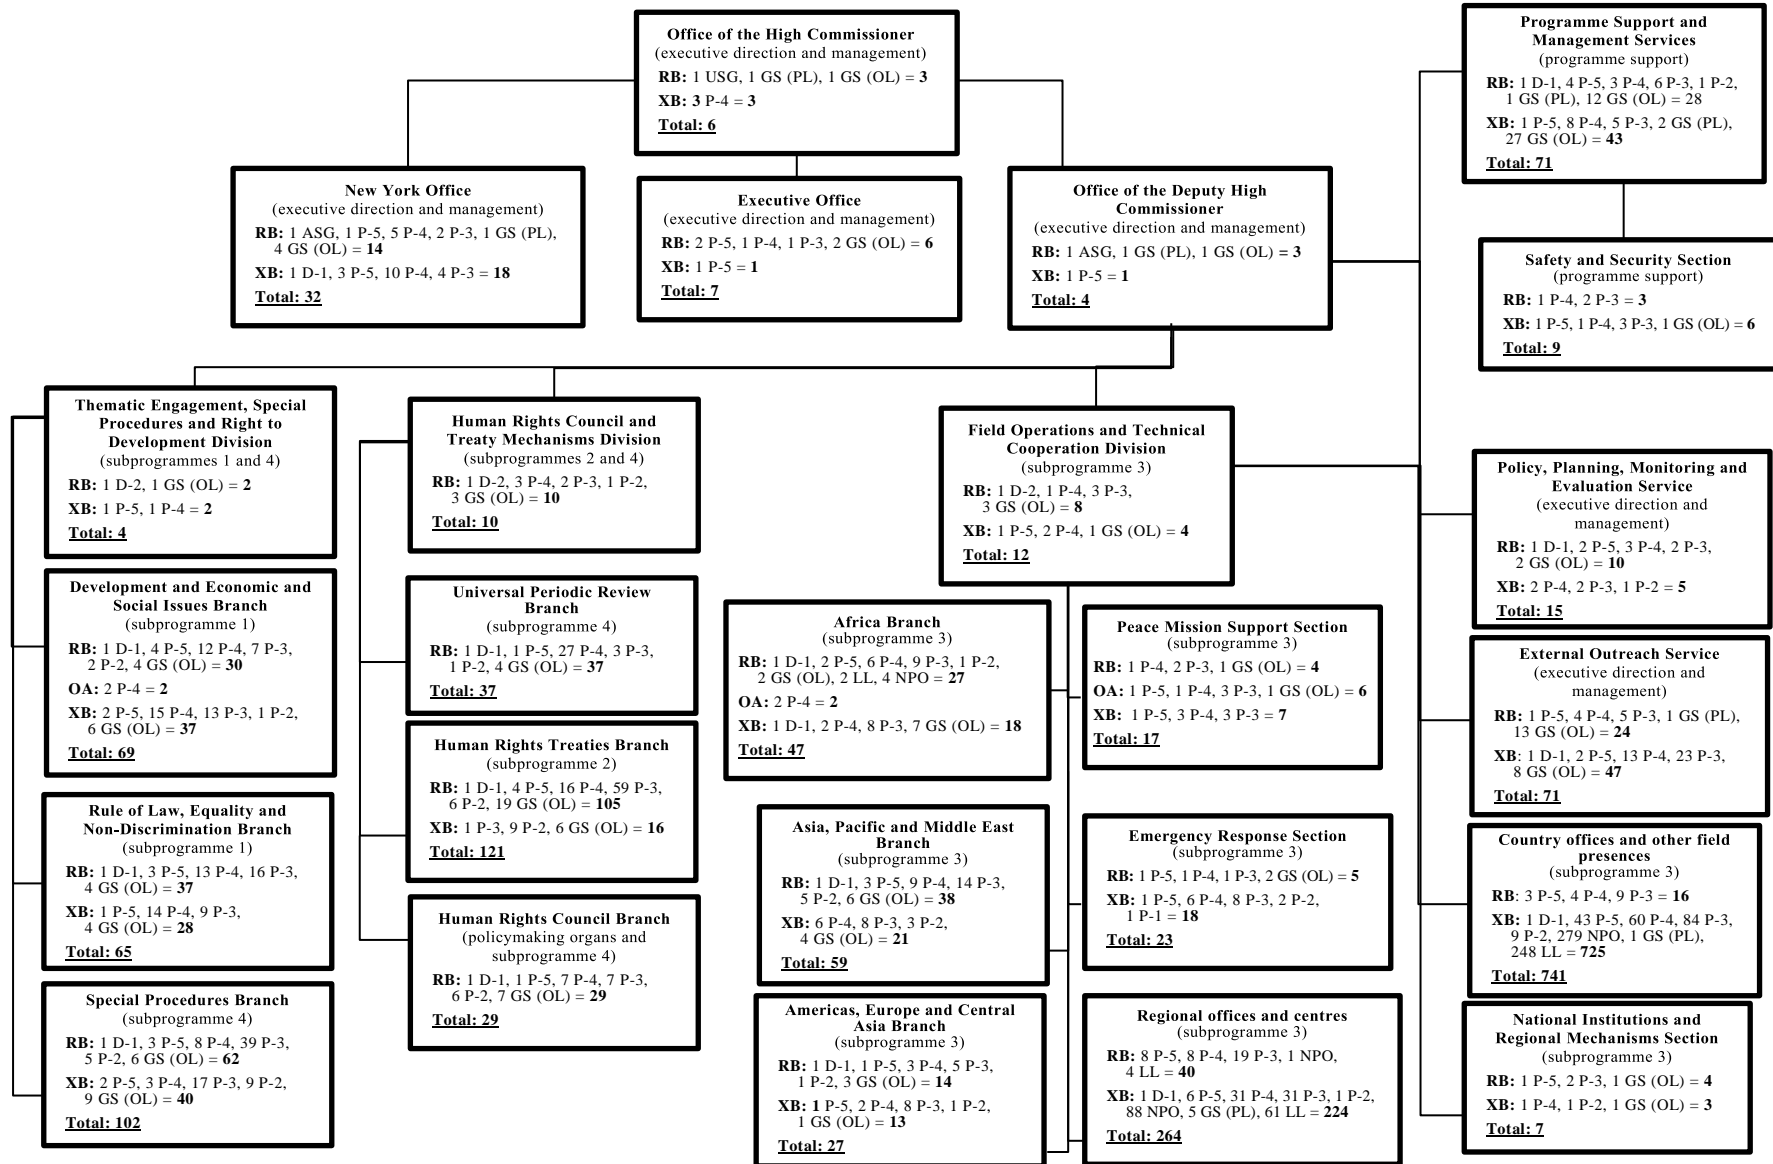 Office of the High Commissioner
(executive direction and management)
RB: 1 USG, 1 GS (PL), 1 GS (OL) = 3
XB: 3 P-4 = 3
Total: 6
Programme Support and
Management Services
(programme support)
RB: 1 D-1, 4 P-5, 3 P-4, 6 P-3, 1 P-2,
1 GS (PL), 12 GS (OL) = 28
XB: 1 P-5, 8 P-4, 5 P-3, 2 GS (PL),
27 GS (OL) = 43
Total: 71
New York Office
(executive direction and management)
RB: 1 ASG, 1 P-5, 5 P-4, 2 P-3, 1 GS (PL),
4 GS (OL) = 14
XB: 1 D-1, 3 P-5, 10 P-4, 4 P-3 = 18
Total: 32
Executive Office
(executive direction and management)
RB: 2 P-5, 1 P-4, 1 P-3, 2 GS (OL) = 6
XB: 1 P-5 = 1
Total: 7
Office of the Deputy High
Commissioner
(executive direction and management)
RB: 1 ASG, 1 GS (PL), 1 GS (OL) = 3
XB: 1 P-5 = 1
Total: 4
Safety and Security Section
(programme support)
RB: 1 P-4, 2 P-3 = 3
XB: 1 P-5, 1 P-4, 3 P-3, 1 GS (OL) = 6
Total: 9
Thematic Engagement, Special
Procedures and Right to
Development Division
(subprogrammes 1 and 4)
RB: 1 D-2, 1 GS (OL) = 2
XB: 1 P-5, 1 P-4 = 2
Total: 4
Development and Economic and
Social Issues Branch
(subprogramme 1)
RB: 1 D-1, 4 P-5, 12 P-4, 7 P-3,
2 P-2, 4 GS (OL) = 30
OA: 2 P-4 = 2
XB: 2 P-5, 15 P-4, 13 P-3, 1 P-2,
6 GS (OL) = 37
Total: 69
Rule of Law, Equality and
Non-Discrimination Branch
(subprogramme 1)
RB: 1 D-1, 3 P-5, 13 P-4, 16 P-3,
4 GS (OL) = 37
XB: 1 P-5, 14 P-4, 9 P-3,
4 GS (OL) = 28
Total: 65
Special Procedures Branch
(subprogramme 4)
RB: 1 D-1, 3 P-5, 8 P-4, 39 P-3,
5 P-2, 6 GS (OL) = 62
XB: 2 P-5, 3 P-4, 17 P-3, 9 P-2,
9 GS (OL) = 40
Total: 102
Human Rights Council and
Treaty Mechanisms Division
(subprogrammes 2 and 4)
RB: 1 D-2, 3 P-4, 2 P-3, 1 P-2,
3 GS (OL) = 10
Total: 10
Universal Periodic Review
Branch
(subprogramme 4)
RB: 1 D-1, 1 P-5, 27 P-4, 3 P-3,
1 P-2, 4 GS (OL) = 37
Total: 37
Human Rights Treaties Branch
(subprogramme 2)
RB: 1 D-1, 4 P-5, 16 P-4, 59 P-3,
6 P-2, 19 GS (OL) = 105
XB: 1 P-3, 9 P-2, 6 GS (OL) = 16
Total: 121
Human Rights Council Branch
(policymaking organs and
subprogramme 4)
RB: 1 D-1, 1 P-5, 7 P-4, 7 P-3,
6 P-2, 7 GS (OL) = 29
Total: 29
Field Operations and Technical
Cooperation Division
(subprogramme 3)
RB: 1 D-2, 1 P-4, 3 P-3,
3 GS (OL) = 8
XB: 1 P-5, 2 P-4, 1 GS (OL) = 4
Total: 12
Africa Branch
(subprogramme 3)
RB: 1 D-1, 2 P-5, 6 P-4, 9 P-3, 1 P-2,
2 GS (OL), 2 LL, 4 NPO = 27
OA: 2 P-4 = 2
XB: 1 D-1, 2 P-4, 8 P-3, 7 GS (OL) = 18
Total: 47
Asia, Pacific and Middle East
Branch
(subprogramme 3)
RB: 1 D-1, 3 P-5, 9 P-4, 14 P-3,
5 P-2, 6 GS (OL) = 38
XB: 6 P-4, 8 P-3, 3 P-2,
4 GS (OL) = 21
Total: 59
Americas, Europe and Central
Asia Branch
(subprogramme 3)
RB: 1 D-1, 1 P-5, 3 P-4, 5 P-3,
1 P-2, 3 GS (OL) = 14
XB: 1 P-5, 2 P-4, 8 P-3, 1 P-2,
1 GS (OL) = 13
Total: 27
Peace Mission Support Section
(subprogramme 3)
RB: 1 P-4, 2 P-3, 1 GS (OL) = 4
OA: 1 P-5, 1 P-4, 3 P-3, 1 GS (OL) = 6
XB: 1 P-5, 3 P-4, 3 P-3 = 7
Total: 17
Emergency Response Section
(subprogramme 3)
RB: 1 P-5, 1 P-4, 1 P-3, 2 GS (OL) = 5
XB: 1 P-5, 6 P-4, 8 P-3, 2 P-2,
1 P-1 = 18
Total: 23
Regional offices and centres
(subprogramme 3)
RB: 8 P-5, 8 P-4, 19 P-3, 1 NPO,
4 LL = 40
XB: 1 D-1, 6 P-5, 31 P-4, 31 P-3, 1 P-2,
88 NPO, 5 GS (PL), 61 LL = 224
Total: 264
Policy, Planning, Monitoring and
Evaluation Service
(executive direction and
management)
RB: 1 D-1, 2 P-5, 3 P-4, 2 P-3,
2 GS (OL) = 10
XB: 2 P-4, 2 P-3, 1 P-2 = 5
Total: 15
External Outreach Service
(executive direction and
management)
RB: 1 P-5, 4 P-4, 5 P-3, 1 GS (PL),
13 GS (OL) = 24
XB: 1 D-1, 2 P-5, 13 P-4, 23 P-3,
8 GS (OL) = 47
Total: 71
Country offices and other field
presences
(subprogramme 3)
RB: 3 P-5, 4 P-4, 9 P-3 = 16
XB: 1 D-1, 43 P-5, 60 P-4, 84 P-3,
9 P-2, 279 NPO, 1 GS (PL),
248 LL = 725
Total: 741
National Institutions and
Regional Mechanisms Section
(subprogramme 3)
RB: 1 P-5, 2 P-3, 1 GS (OL) = 4
XB: 1 P-4, 1 P-2, 1 GS (OL) = 3
Total: 7